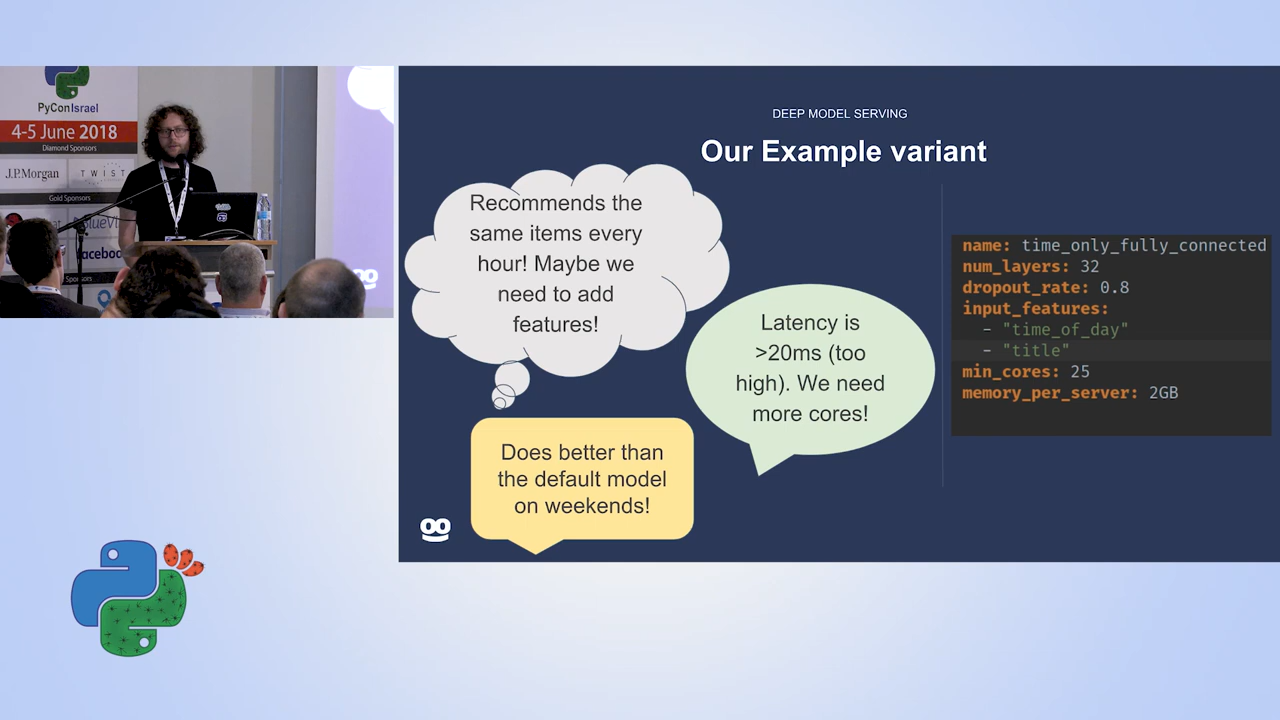 PyConIsrael
4-5 June 2018
Diamond Sponsors
J.P.Morgan
TWIST
Gold Sponsors
DEEP MODEL SERVING
Our Example variant
Recommends the
same items every
hour! Maybe we
need to add
features!
Latency is
>20ms (too
high). We need
more cores!
Does better than
the default model
on weekends!
name: time_only_fully_connected
num_layers: 32
dropout_rate: 0.8
input_features:
- "time_of_day"
- "title"
min_cores: 25
memory_per_server: 2GB